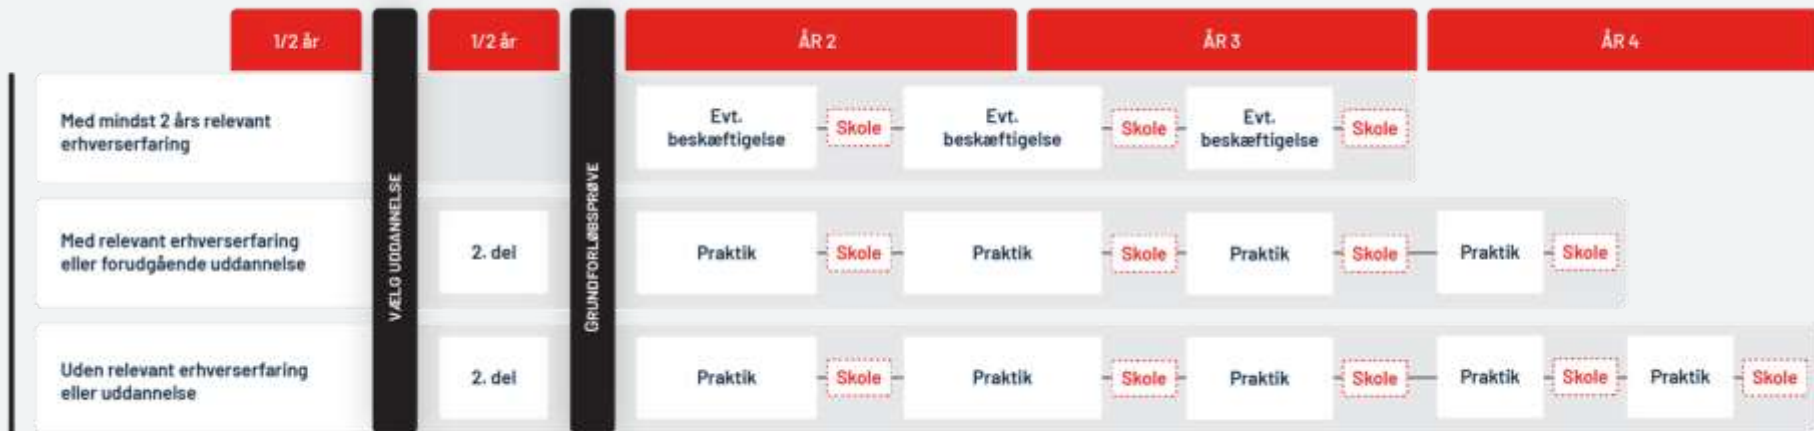 1/2 år
1/2 år
ÅR 2
ÅR 3
ÅR 4
VÆLG UDDANNELSE
GRUNDFORLØBSPRØVE
Med mindst 2 års relevant
erhverserfaring
Evt.
beskæftigelse
Skole
Evt.
beskæftigelse
Skole
Evt.
beskæftigelse
Skole
Med relevant erhverserfaring
eller forudgående uddannelse
2. del
Praktik
Skole
Praktik
Skole
Praktik
Skole
Praktik
Skole
Uden relevant erhverserfaring
eller uddannelse
2. del
Praktik
Skole
Praktik
Skole
Praktik
Skole
Praktik
Skole
Praktik
Skole